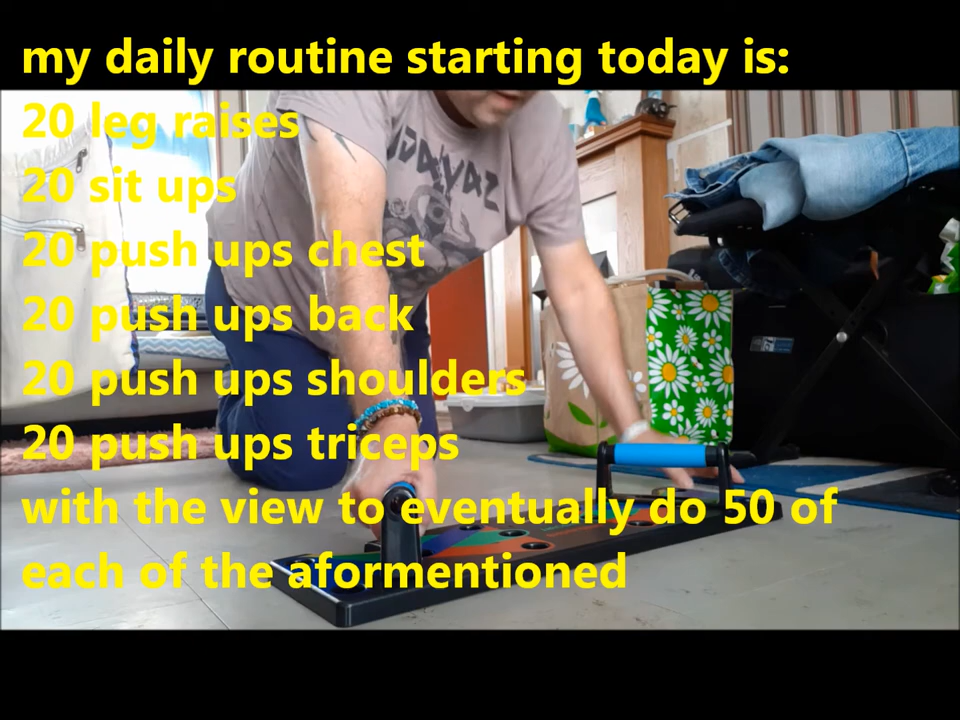 my daily routine starting today is:
20 leg raises
20 sit ups
20 push ups chest
20 push ups back
20 push ups shoulders
20 push ups triceps
with the view to eventually do 50 of
each of the aformentioned